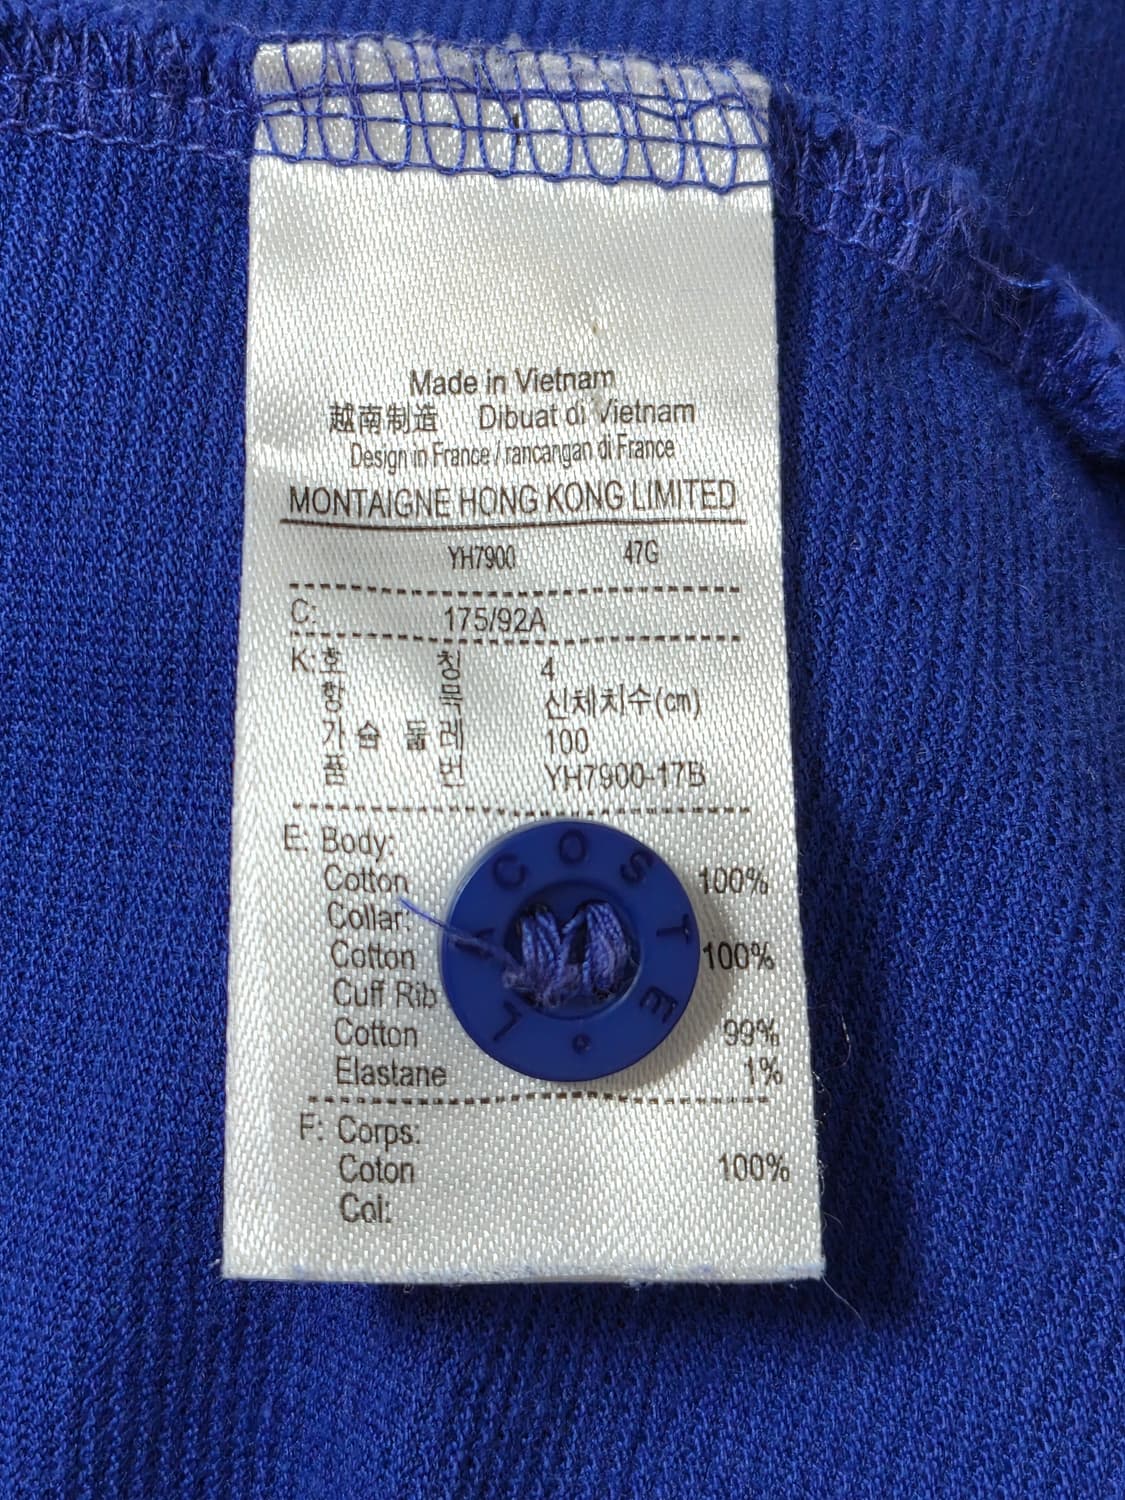 Made in Vietnam
越南制造 Dibuat di Vietnam
Design in France / rancangan di France
MONTAIGNE HONG KONG LIMITED
YH7900 47G
C: 175/92A
K: 호 칭 4
항 목 신체치수(cm)
가 슴 둘 레 100
품 번 YH7900-17B
E: Body:
Cotton 100%
Collar:
Cotton 100%
Cuff Rib
Cotton 99%
Elastane 1%
F: Corps:
Coton 100%
Col:
LACOSTE